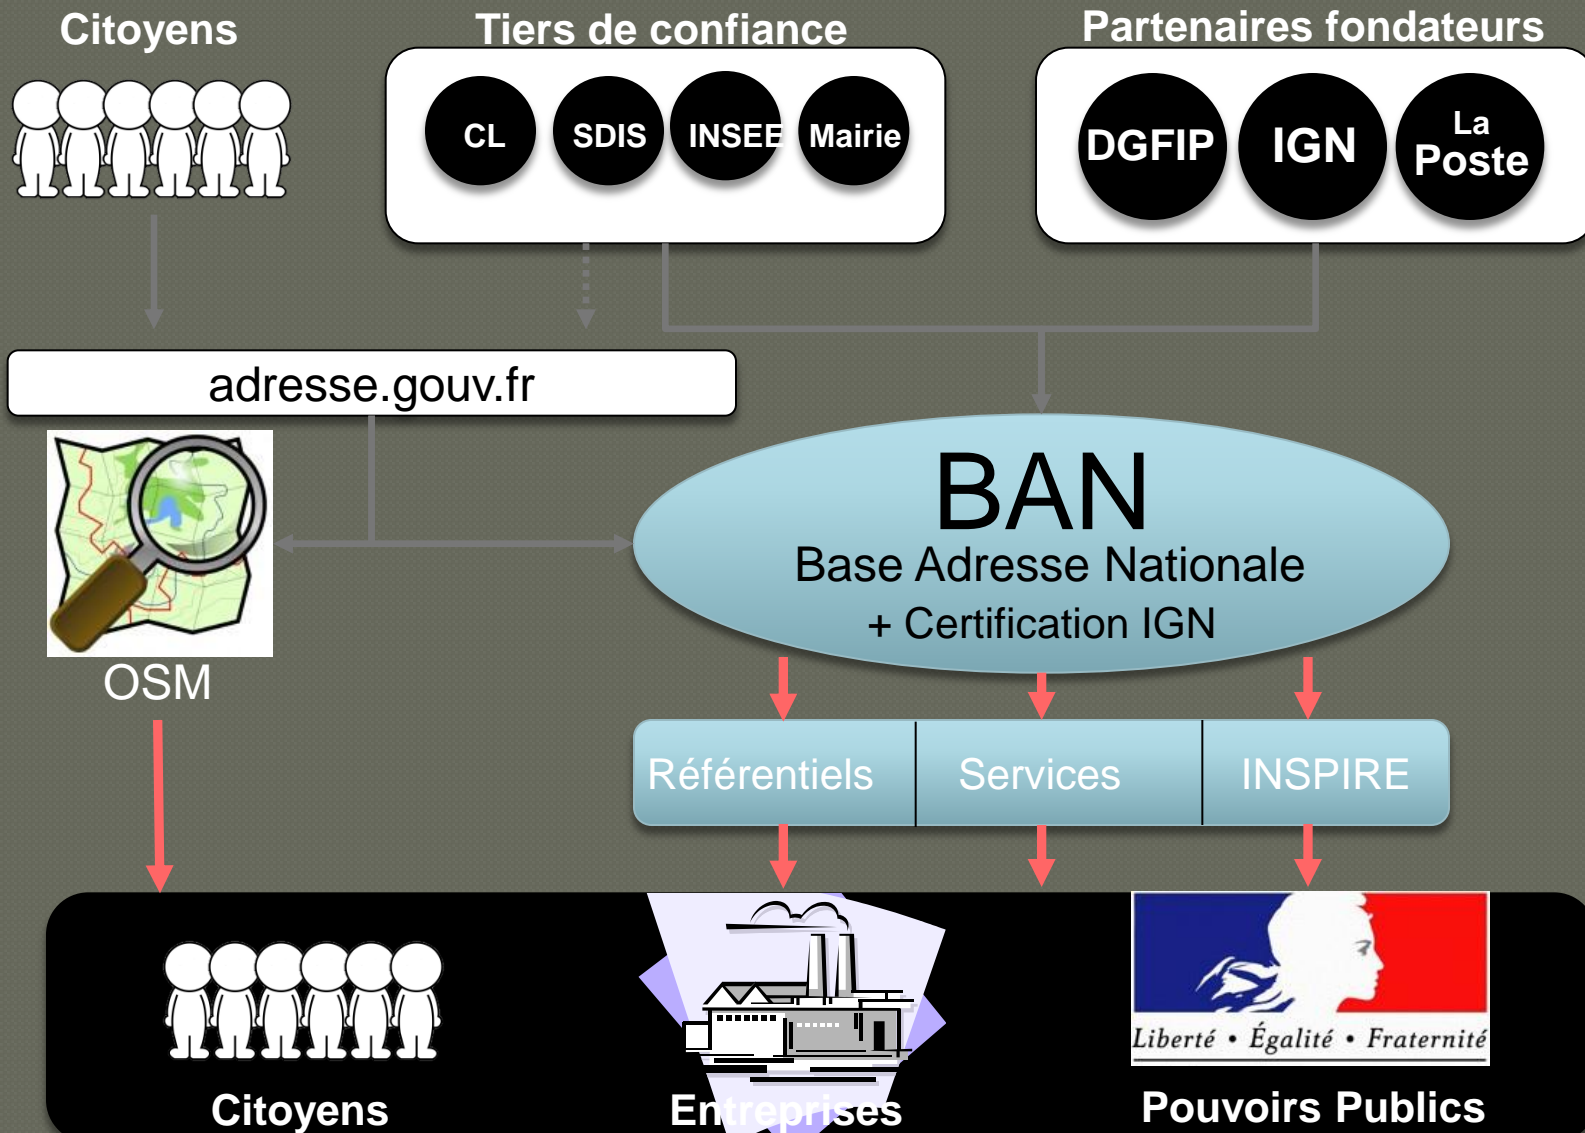 Citoyens
Tiers de confiance
Partenaires fondateurs
CL
SDIS
INSEE
Mairie
DGFIP
IGN
La
Poste
adresse.gouv.fr
OSM
BAN
Base Adresse Nationale
+ Certification IGN
Référentiels
Services
INSPIRE
Liberté • Égalité • Fraternité
Citoyens
Entreprises
Pouvoirs Publics